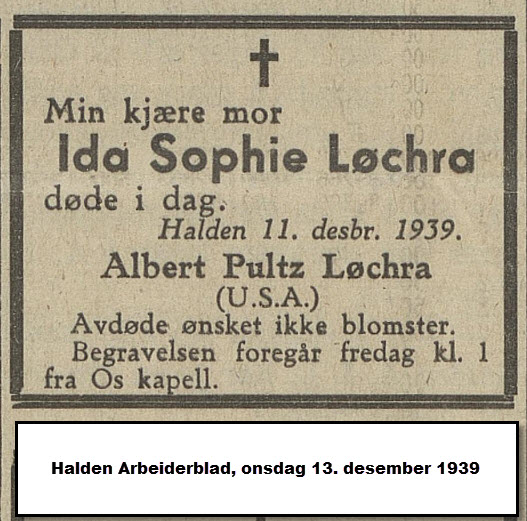 Min kjære mor
Ida Sophie Løchra
døde i dag.
Halden 11. desbr. 1939.
Albert Pultz Løchra
(U.S.A.)
Avdøde ønsket ikke blomster.
Begravelsen foregår fredag kl. 1
fra Os kapell.
Halden Arbeiderblad, onsdag 13. desember 1939